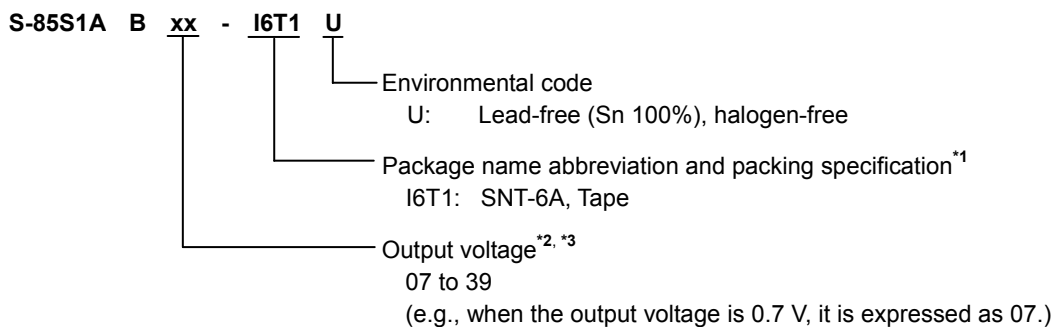 S-85S1A B xx - I6T1 U
Environmental code
U: Lead-free (Sn 100%), halogen-free
Package name abbreviation and packing specification*1
I6T1: SNT-6A, Tape
Output voltage*2, *3
07 to 39
(e.g., when the output voltage is 0.7 V, it is expressed as 07.)